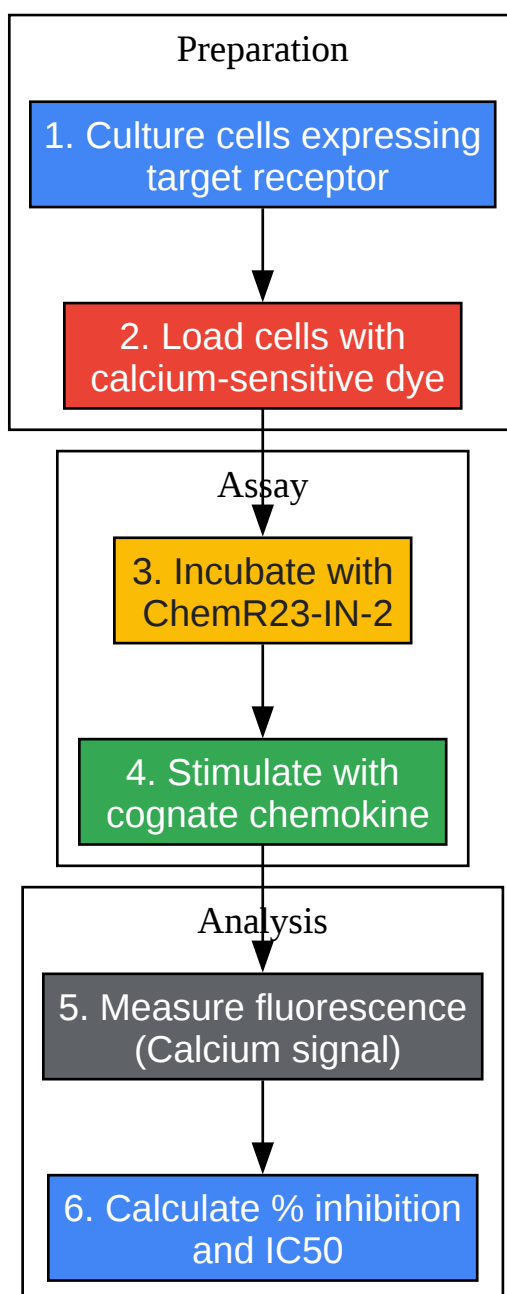 Preparation
1. Culture cells expressing
target receptor
2. Load cells with
calcium-sensitive dye
Assay
3. Incubate with
ChemR23-IN-2
4. Stimulate with
cognate chemokine
Analysis
5. Measure fluorescence
(Calcium signal)
6. Calculate % inhibition
and IC50